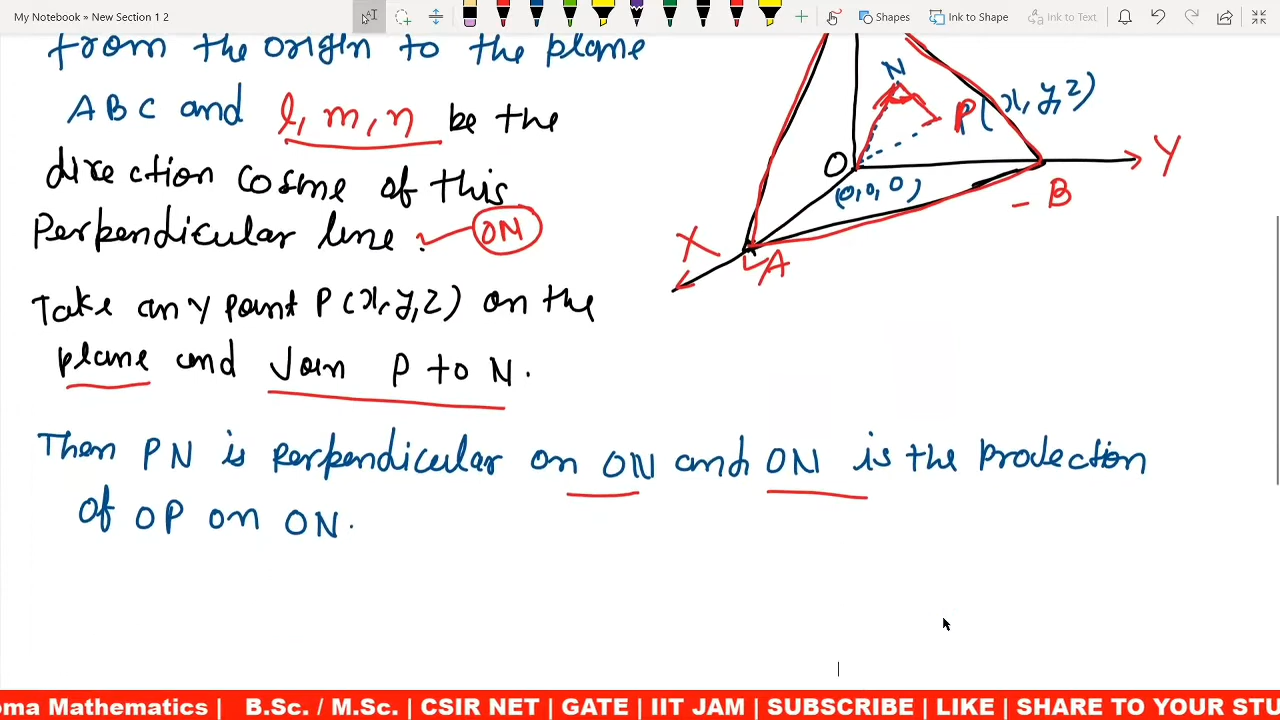 My Notebook » New Section 1 2
Shapes
Ink to Shape
Ink to Text
from the origin to the plane
ABC and l, m, n be the
direction cosine of this
Perpendicular line.
ON
Take any point P(x, y, z) on the
plane and Join P to N.
Then PN is perpendicular on ON and ON is the Projection
of OP on ON.
N
P(x, y, z)
O
(0, 0, 0)
Y
B
X
A
oma Mathematics | B.Sc. / M.Sc. | CSIR NET | GATE | IIT JAM | SUBSCRIBE | LIKE | SHARE TO YOUR STU